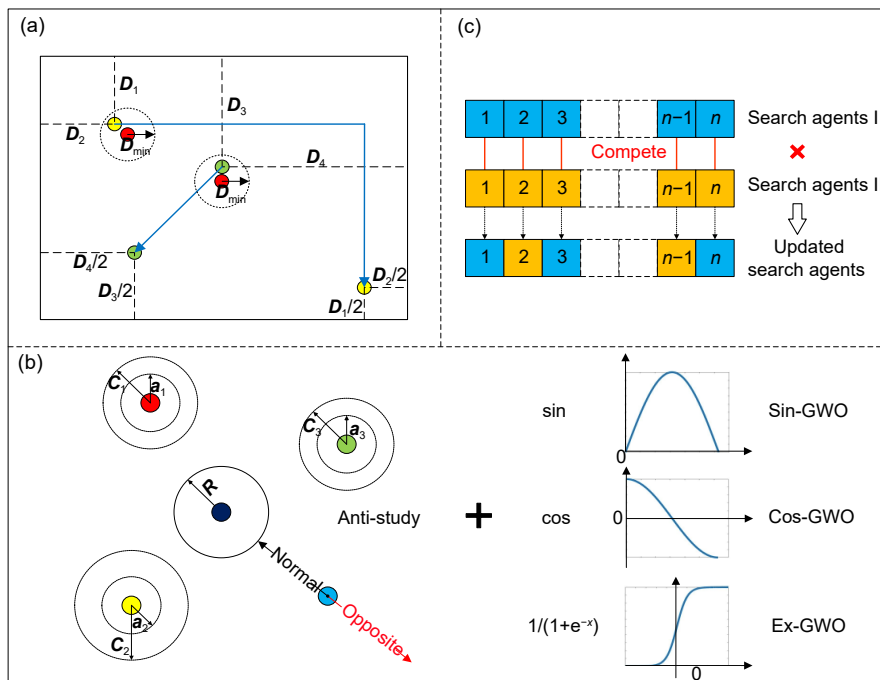 (a)
D₁
D₃
D₂
Dmin
D₄
Dmin
D₄/2
D₃/2
D₂/2
D₁/2
(c)
1 2 3 n−1 n Search agents I
Compete
1 2 3 n−1 n Search agents I
1 2 3 n−1 n Updated
search agents
(b)
C₁ a₁
C₃ a₃
R
Anti-study
Normal
Opposite
a₂
C₂
sin
0
Sin-GWO
cos
0
Cos-GWO
1/(1+e⁻ˣ)
0
Ex-GWO